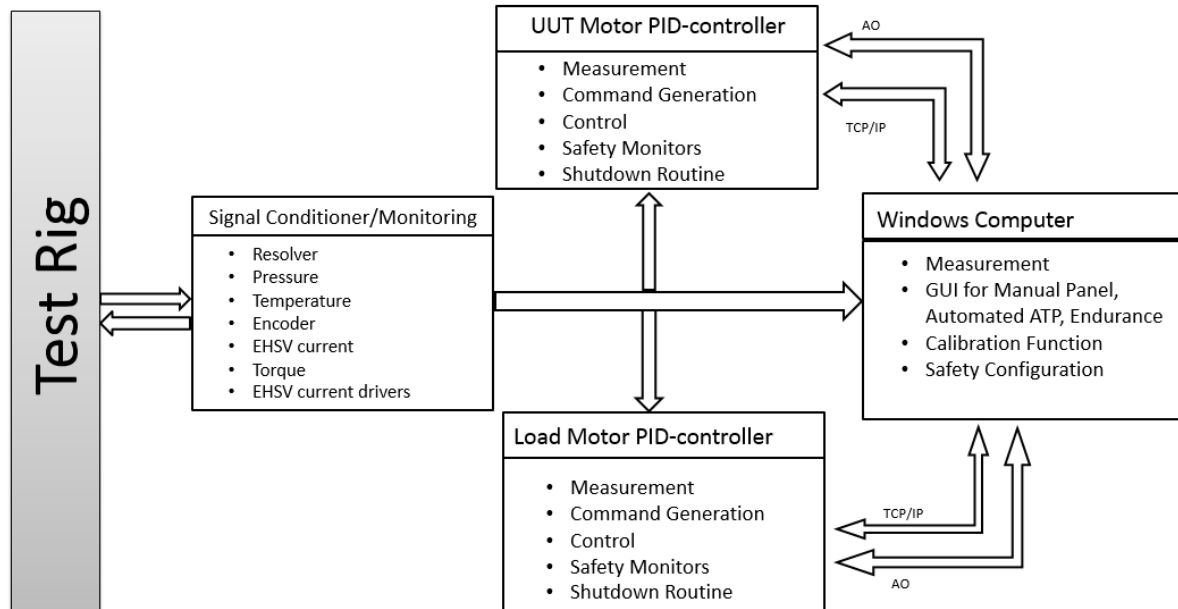 Test Rig
Signal Conditioner/Monitoring
• Resolver
• Pressure
• Temperature
• Encoder
• EHSV current
• Torque
• EHSV current drivers
UUT Motor PID-controller
• Measurement
• Command Generation
• Control
• Safety Monitors
• Shutdown Routine
AO
TCP/IP
Windows Computer
• Measurement
• GUI for Manual Panel,
Automated ATP, Endurance
• Calibration Function
• Safety Configuration
Load Motor PID-controller
• Measurement
• Command Generation
• Control
• Safety Monitors
• Shutdown Routine
TCP/IP
AO